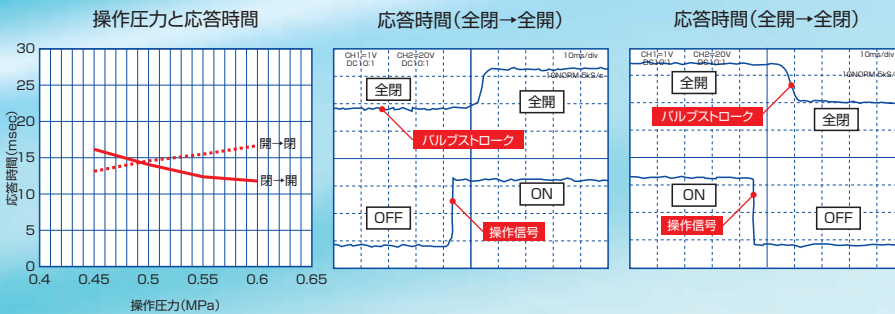 操作圧力と応答時間
30
25
20
15
10
5
0
応答時間(msec)
開→閉
閉→開
0.4
0.45
0.5
0.55
0.6
0.65
操作圧力(MPa)
応答時間(全閉→全開)
CH1=1V
DC10:1
CH2=20V
DC10:1
10ms/div
10NORM 5kS/s
全閉
全開
バルブストローク
OFF
ON
操作信号
応答時間(全開→全閉)
CH1=1V
DC10:1
CH2=20V
DC10:1
10ms/div
10NORM 5kS/s
全開
全閉
バルブストローク
ON
OFF
操作信号